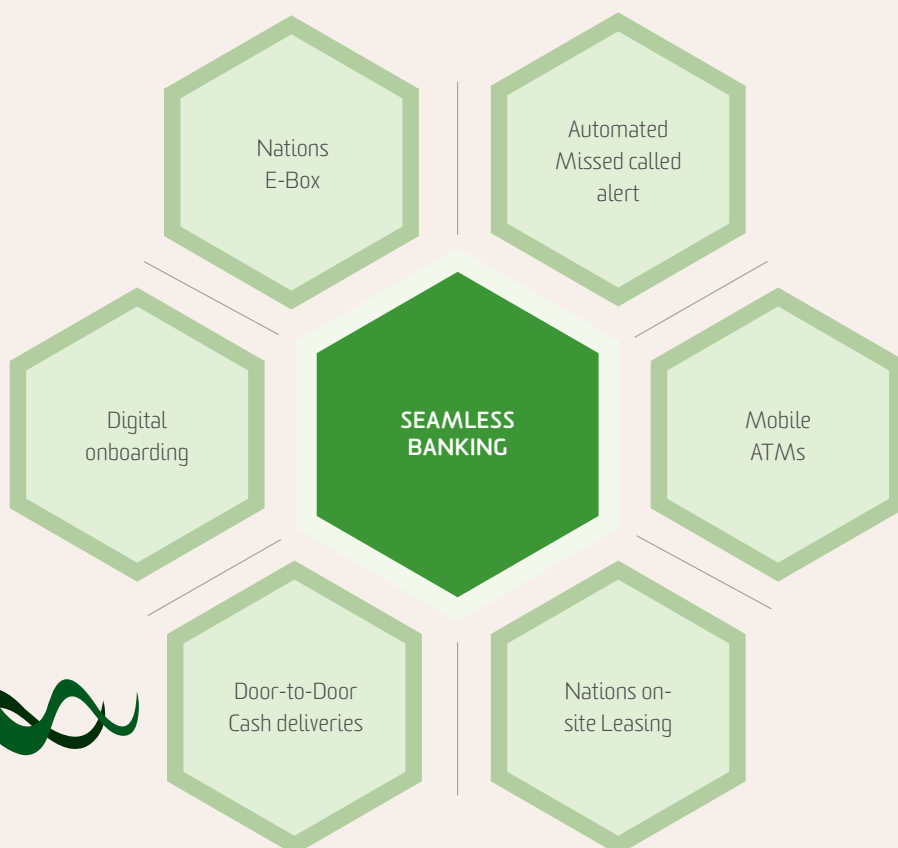 Nations
E-Box
Automated
Missed called
alert
Digital
onboarding
SEAMLESS
BANKING
Mobile
ATMs
Door-to-Door
Cash deliveries
Nations on-
site Leasing